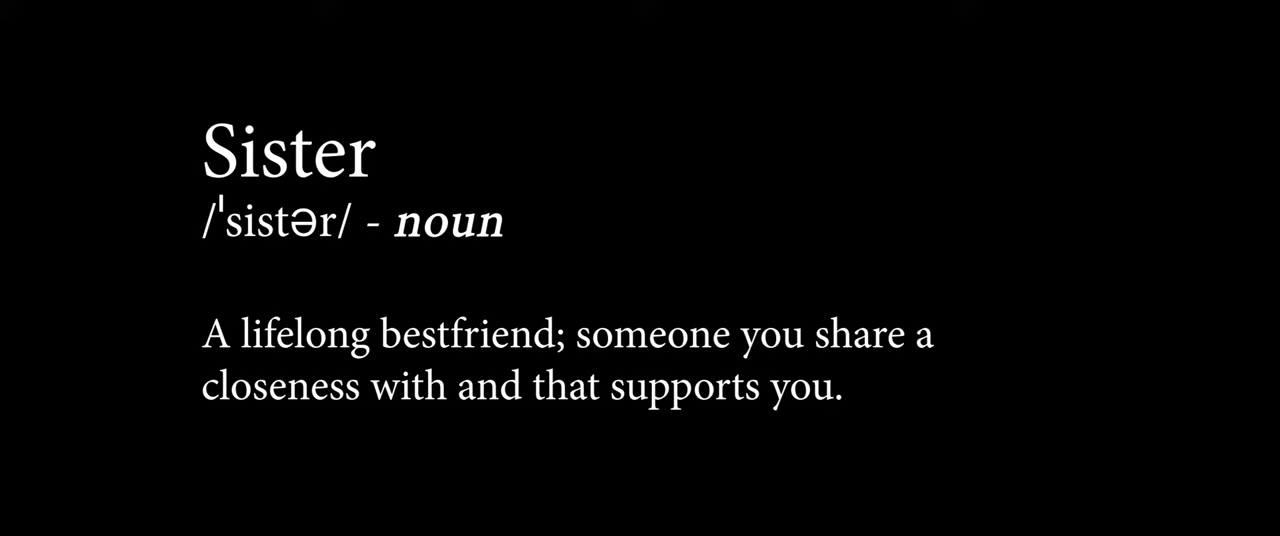 Sister
/ˈsistər/ - noun
A lifelong bestfriend; someone you share a
closeness with and that supports you.